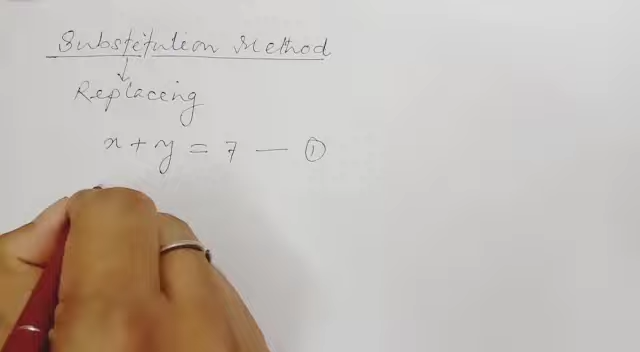 Substitution Method
Replacing
x + y = 7 — ①